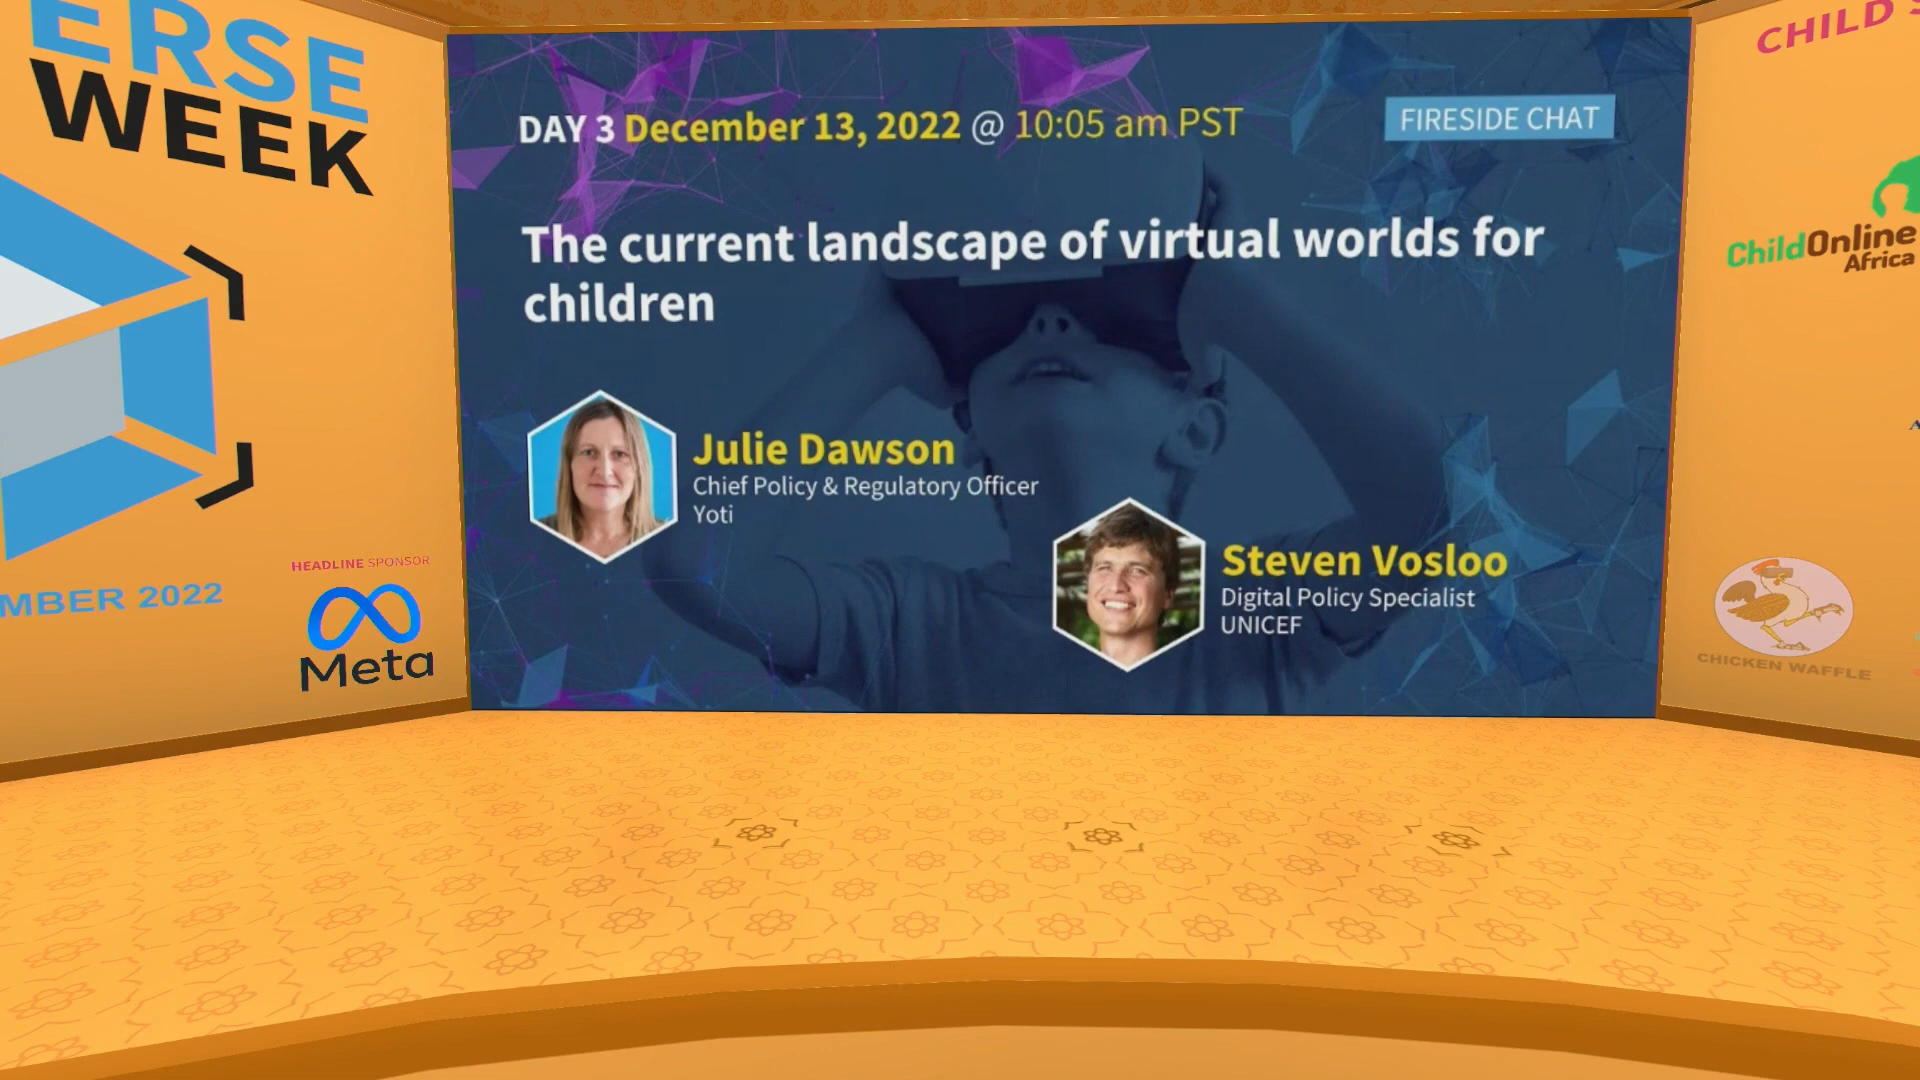 ERSE
WEEK
MBER 2022
HEADLINE SPONSOR
Meta
DAY 3 December 13, 2022 @ 10:05 am PST
FIRESIDE CHAT
The current landscape of virtual worlds for
children
Julie Dawson
Chief Policy & Regulatory Officer
Yoti
Steven Vosloo
Digital Policy Specialist
UNICEF
CHILD
ChildOnline
Africa
CHICKEN WAFFLE